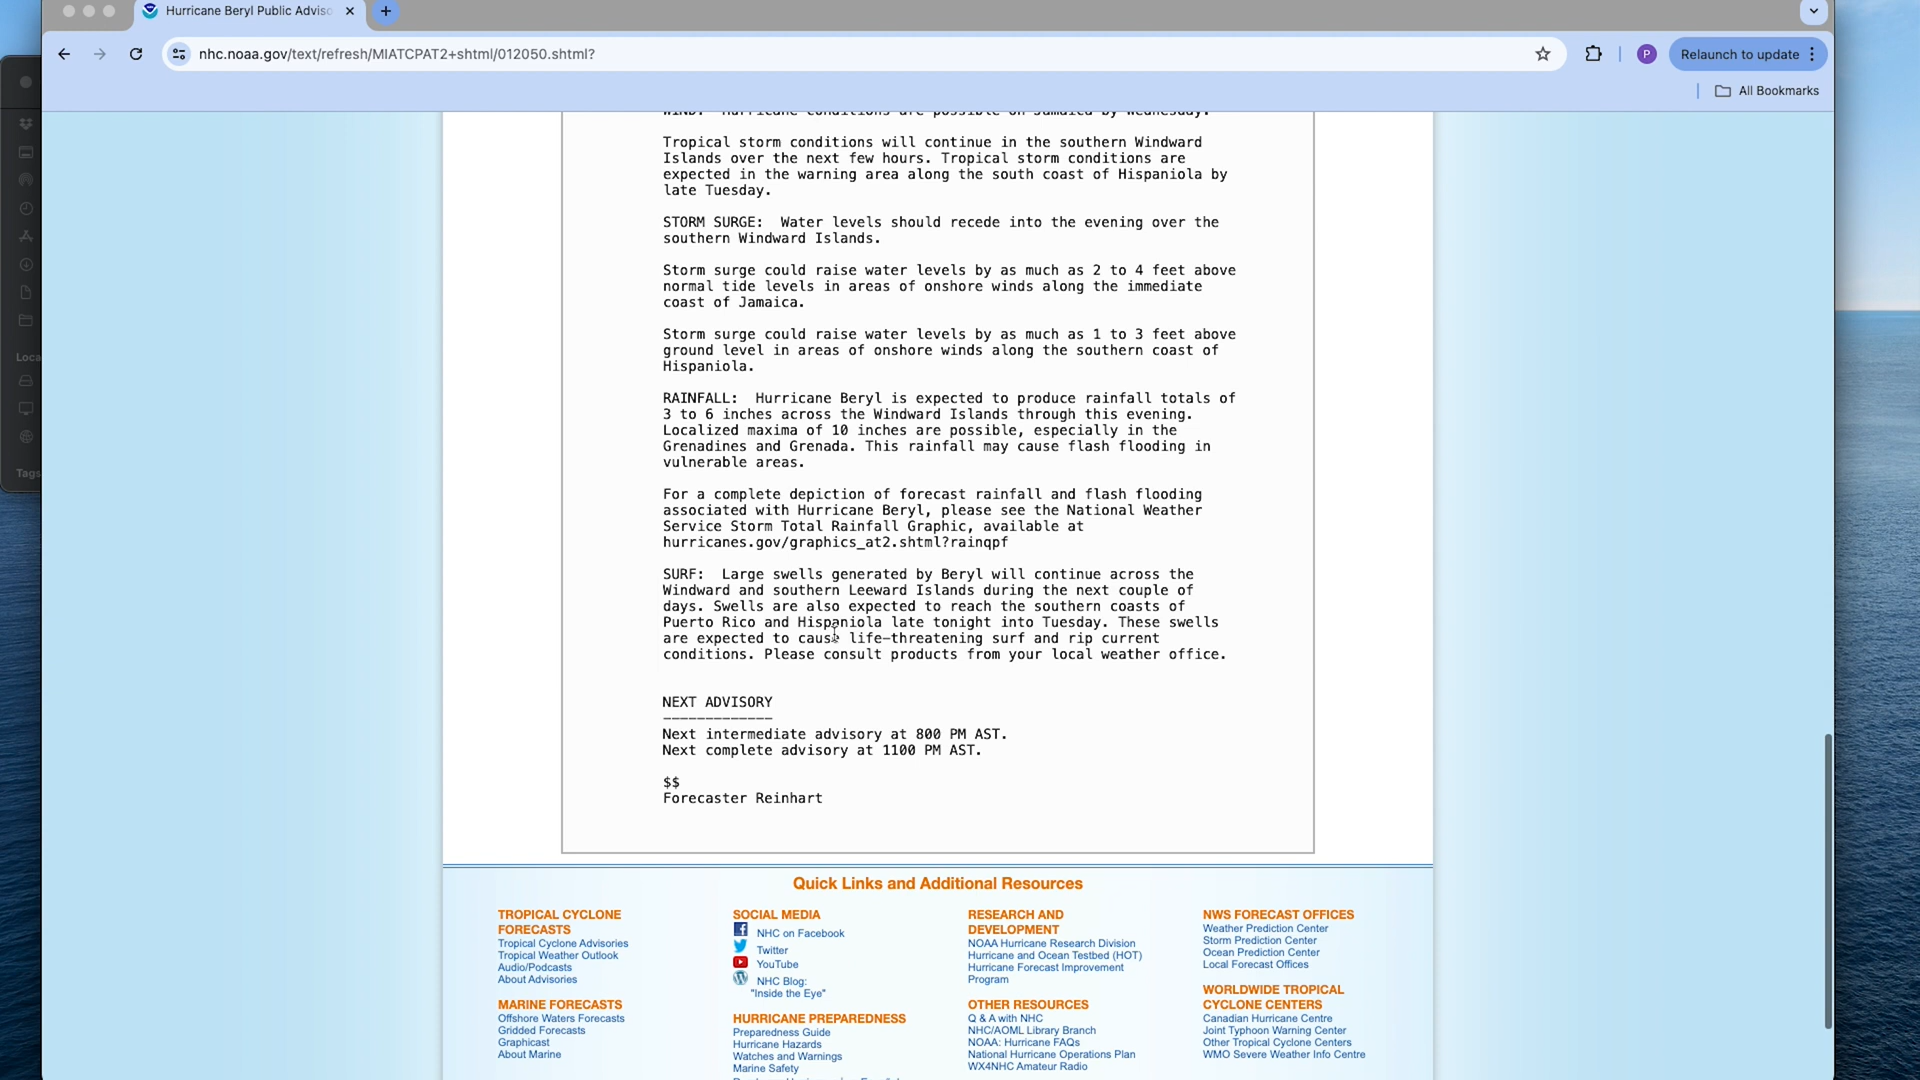 Hurricane Beryl Public Adviso
nhc.noaa.gov/text/refresh/MIATCPAT2+shtml/012050.shtml?
P
Relaunch to update
All Bookmarks
WIND: Hurricane conditions are possible on Jamaica by Wednesday.
Tropical storm conditions will continue in the southern Windward
Islands over the next few hours. Tropical storm conditions are
expected in the warning area along the south coast of Hispaniola by
late Tuesday.
STORM SURGE: Water levels should recede into the evening over the
southern Windward Islands.
Storm surge could raise water levels by as much as 2 to 4 feet above
normal tide levels in areas of onshore winds along the immediate
coast of Jamaica.
Storm surge could raise water levels by as much as 1 to 3 feet above
ground level in areas of onshore winds along the southern coast of
Hispaniola.
RAINFALL: Hurricane Beryl is expected to produce rainfall totals of
3 to 6 inches across the Windward Islands through this evening.
Localized maxima of 10 inches are possible, especially in the
Grenadines and Grenada. This rainfall may cause flash flooding in
vulnerable areas.
For a complete depiction of forecast rainfall and flash flooding
associated with Hurricane Beryl, please see the National Weather
Service Storm Total Rainfall Graphic, available at
hurricanes.gov/graphics_at2.shtml?rainqpf
SURF: Large swells generated by Beryl will continue across the
Windward and southern Leeward Islands during the next couple of
days. Swells are also expected to reach the southern coasts of
Puerto Rico and Hispaniola late tonight into Tuesday. These swells
are expected to cause life-threatening surf and rip current
conditions. Please consult products from your local weather office.
NEXT ADVISORY
-------------
Next intermediate advisory at 800 PM AST.
Next complete advisory at 1100 PM AST.
$$
Forecaster Reinhart
Loca
Tags
Quick Links and Additional Resources
TROPICAL CYCLONE
FORECASTS
Tropical Cyclone Advisories
Tropical Weather Outlook
Audio/Podcasts
About Advisories
MARINE FORECASTS
Offshore Waters Forecasts
Gridded Forecasts
Graphicast
About Marine
SOCIAL MEDIA
NHC on Facebook
Twitter
YouTube
NHC Blog:
"Inside the Eye"
HURRICANE PREPAREDNESS
Preparedness Guide
Hurricane Hazards
Watches and Warnings
Marine Safety
RESEARCH AND
DEVELOPMENT
NOAA Hurricane Research Division
Hurricane and Ocean Testbed (HOT)
Hurricane Forecast Improvement
Program
OTHER RESOURCES
Q & A with NHC
NHC/AOML Library Branch
NOAA: Hurricane FAQs
National Hurricane Operations Plan
WX4NHC Amateur Radio
NWS FORECAST OFFICES
Weather Prediction Center
Storm Prediction Center
Ocean Prediction Center
Local Forecast Offices
WORLDWIDE TROPICAL
CYCLONE CENTERS
Canadian Hurricane Centre
Joint Typhoon Warning Center
Other Tropical Cyclone Centers
WMO Severe Weather Info Centre